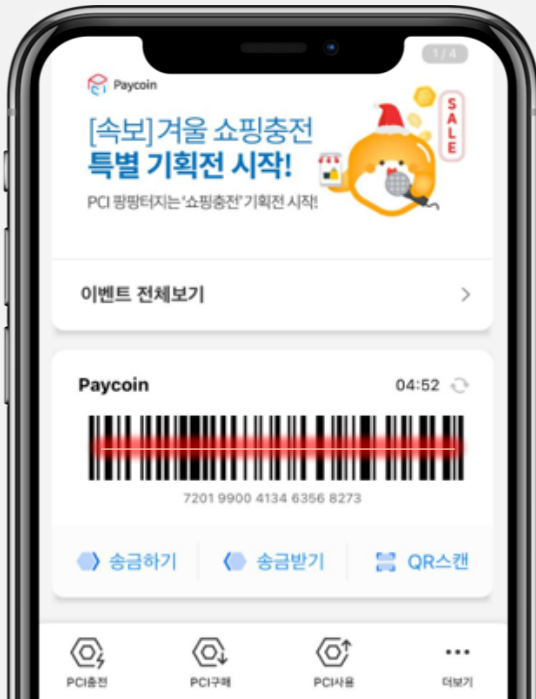 1/4
Paycoin
[속보] 겨울 쇼핑충전
특별 기획전 시작!
PCI 팡팡터지는 '쇼핑충전' 기획전 시작!
SALE
이벤트 전체보기
Paycoin 04:52
7201 9900 4134 6356 8273
송금하기 송금받기 QR스캔
PCI충전 PCI구매 PCI사용 더보기